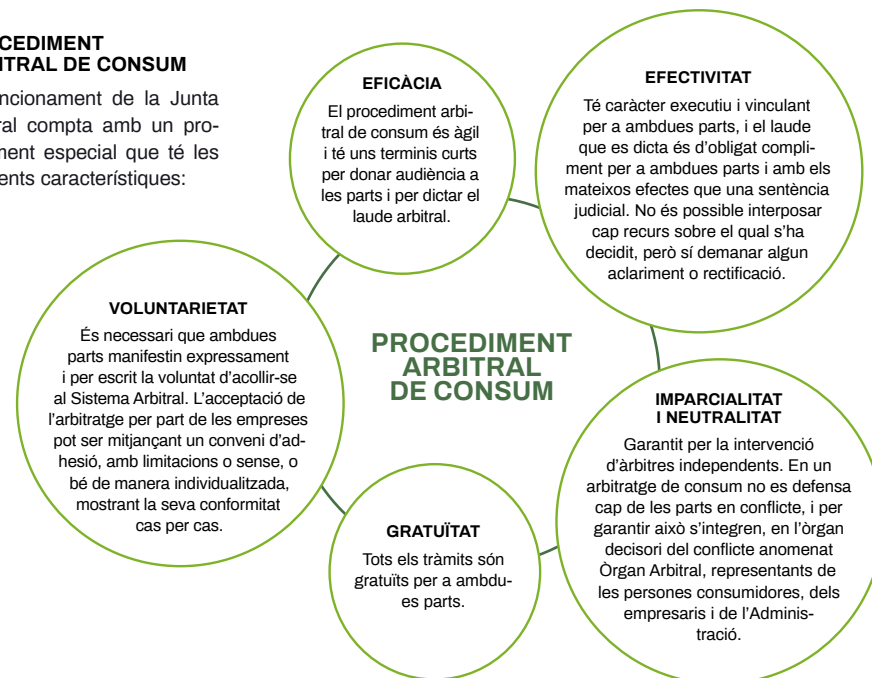 CEDIMENT
ITRAL DE CONSUM
ncionament de la Junta
ral compta amb un pro-
ment especial que té les
ents característiques:
EFICÀCIA
El procediment arbi-
tral de consum és àgil
i té uns terminis curts
per donar audiència a
les parts i per dictar el
laude arbitral.
EFECTIVITAT
Té caràcter executiu i vinculant
per a ambdues parts, i el laude
que es dicta és d’obligat compli-
ment per a ambdues parts i amb els
mateixos efectes que una sentència
judicial. No és possible interposar
cap recurs sobre el qual s’ha
decidit, però sí demanar algun
aclariment o rectificació.
VOLUNTARIETAT
És necessari que ambdues
parts manifestin expressament
i per escrit la voluntat d’acollir-se
al Sistema Arbitral. L’acceptació de
l’arbitratge per part de les empreses
pot ser mitjançant un conveni d’ad-
hesió, amb limitacions o sense, o
bé de manera individualitzada,
mostrant la seva conformitat
cas per cas.
PROCEDIMENT
ARBITRAL
DE CONSUM
IMPARCIALITAT
I NEUTRALITAT
Garantit per la intervenció
d’àrbitres independents. En un
arbitratge de consum no es defensa
cap de les parts en conflicte, i per
garantir això s’integren, en l’òrgan
decisori del conflicte anomenat
Òrgan Arbitral, representants de
les persones consumidores, dels
empresaris i de l’Adminis-
tració.
GRATUÏTAT
Tots els tràmits són
gratuïts per a ambdu-
es parts.